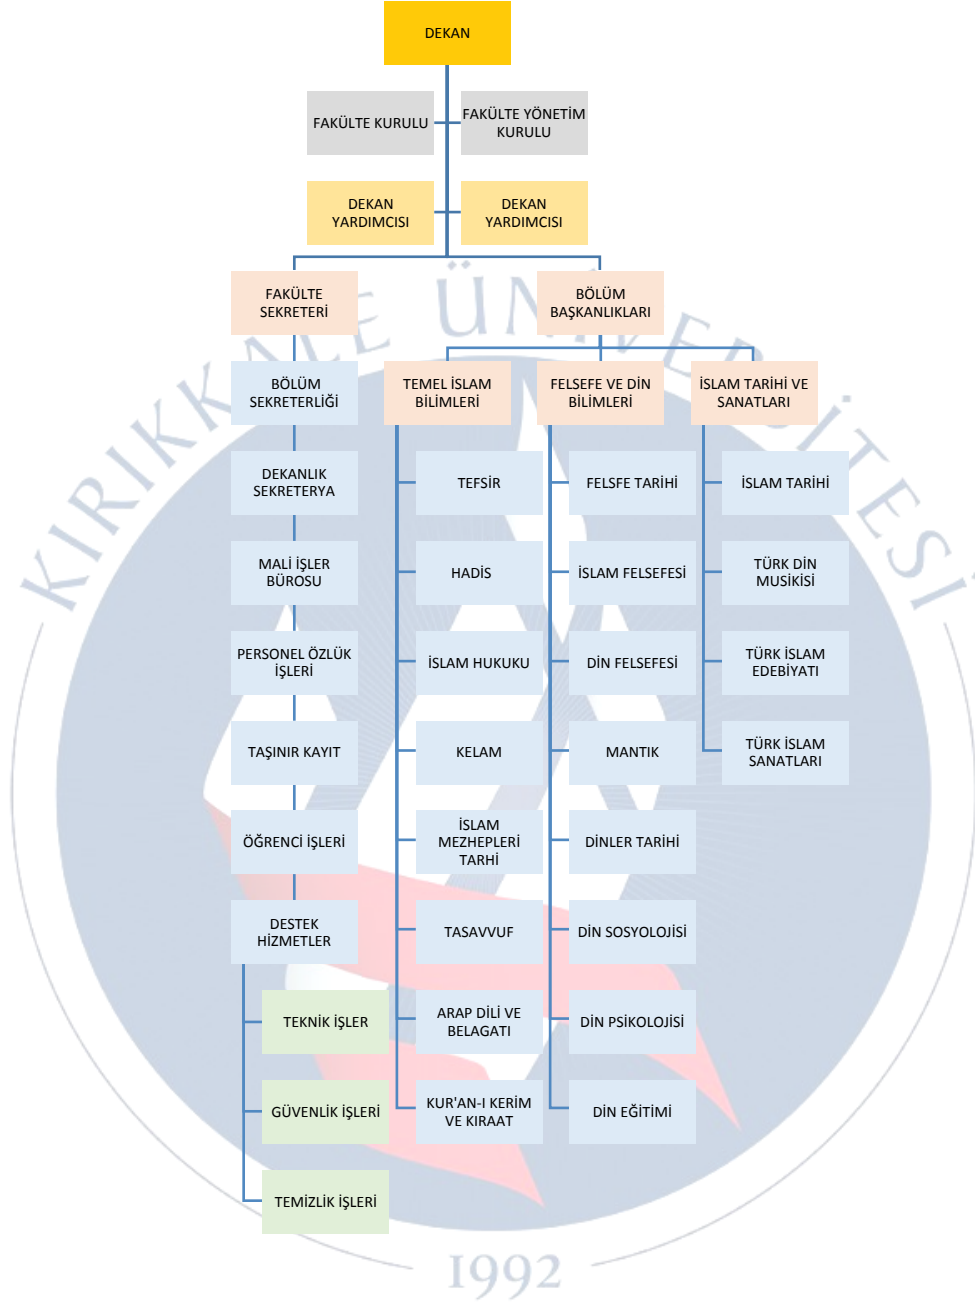 DEKAN
FAKÜLTE KURULU
FAKÜLTE YÖNETİM
KURULU
DEKAN
YARDIMCISI
DEKAN
YARDIMCISI
FAKÜLTE
SEKRETERİ
BÖLÜM
BAŞKANLIKLARI
BÖLÜM
SEKRETERLİĞİ
DEKANLIK
SEKRETERYA
MALİ İŞLER
BÜROSU
PERSONEL ÖZLÜK
İŞLERİ
TAŞINIR KAYIT
ÖĞRENCİ İŞLERİ
DESTEK
HİZMETLER
TEKNİK İŞLER
GÜVENLİK İŞLERİ
TEMİZLİK İŞLERİ
TEMEL İSLAM
BİLİMLERİ
TEFSİR
HADİS
İSLAM HUKUKU
KELAM
İSLAM
MEZHEPLERİ
TARHİ
TASAVVUF
ARAP DİLİ VE
BELAGATI
KUR'AN-I KERİM
VE KIRAAT
FELSEFE VE DİN
BİLİMLERİ
FELSFE TARİHİ
İSLAM FELSEFESİ
DİN FELSEFESİ
MANTIK
DİNLER TARİHİ
DİN SOSYOLOJİSİ
DİN PSİKOLOJİSİ
DİN EĞİTİMİ
İSLAM TARİHİ VE
SANATLARI
İSLAM TARİHİ
TÜRK DİN
MUSİKİSİ
TÜRK İSLAM
EDEBİYATI
TÜRK İSLAM
SANATLARI
KIRIKKALE ÜNİVERSİTESİ
1992